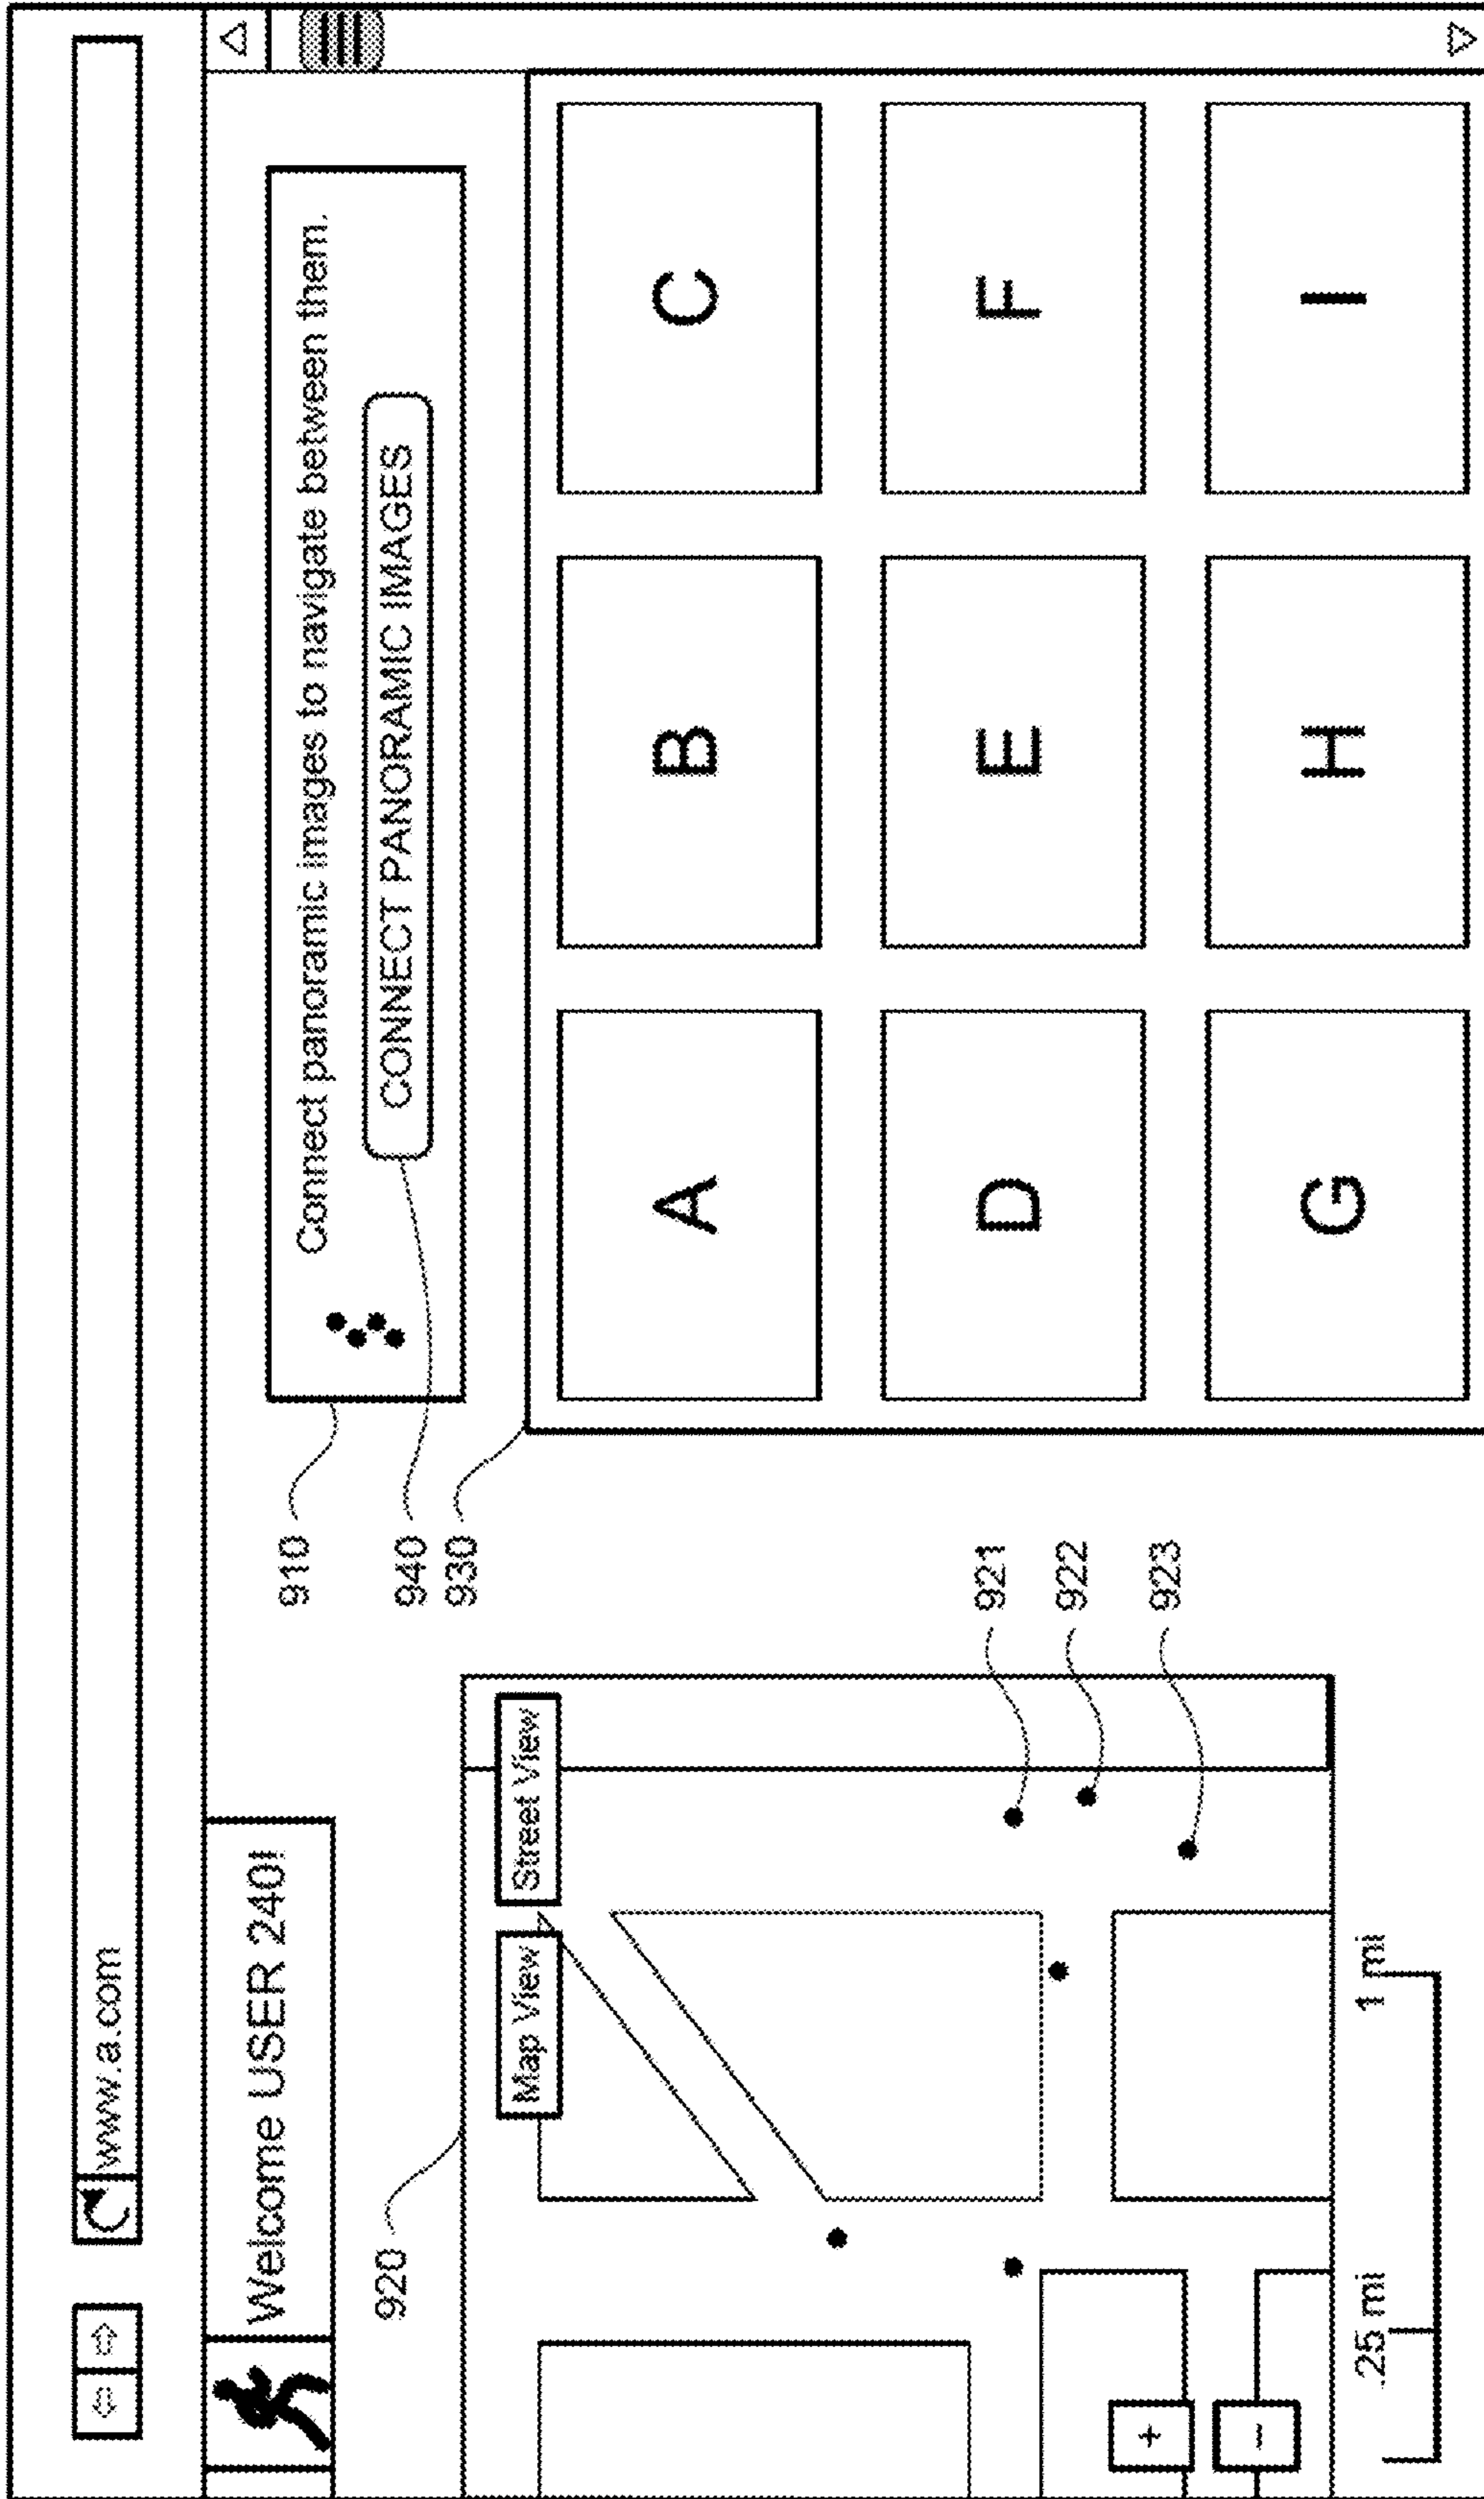 www.a.com
Welcome USER 240!
910
Connect panoramic images to navigate between them.
940
CONNECT PANORAMIC IMAGES
930
920
Map View
Street View
A
B
C
921
922
923
D
E
F
G
H
I
+
−
.25 mi
1 mi